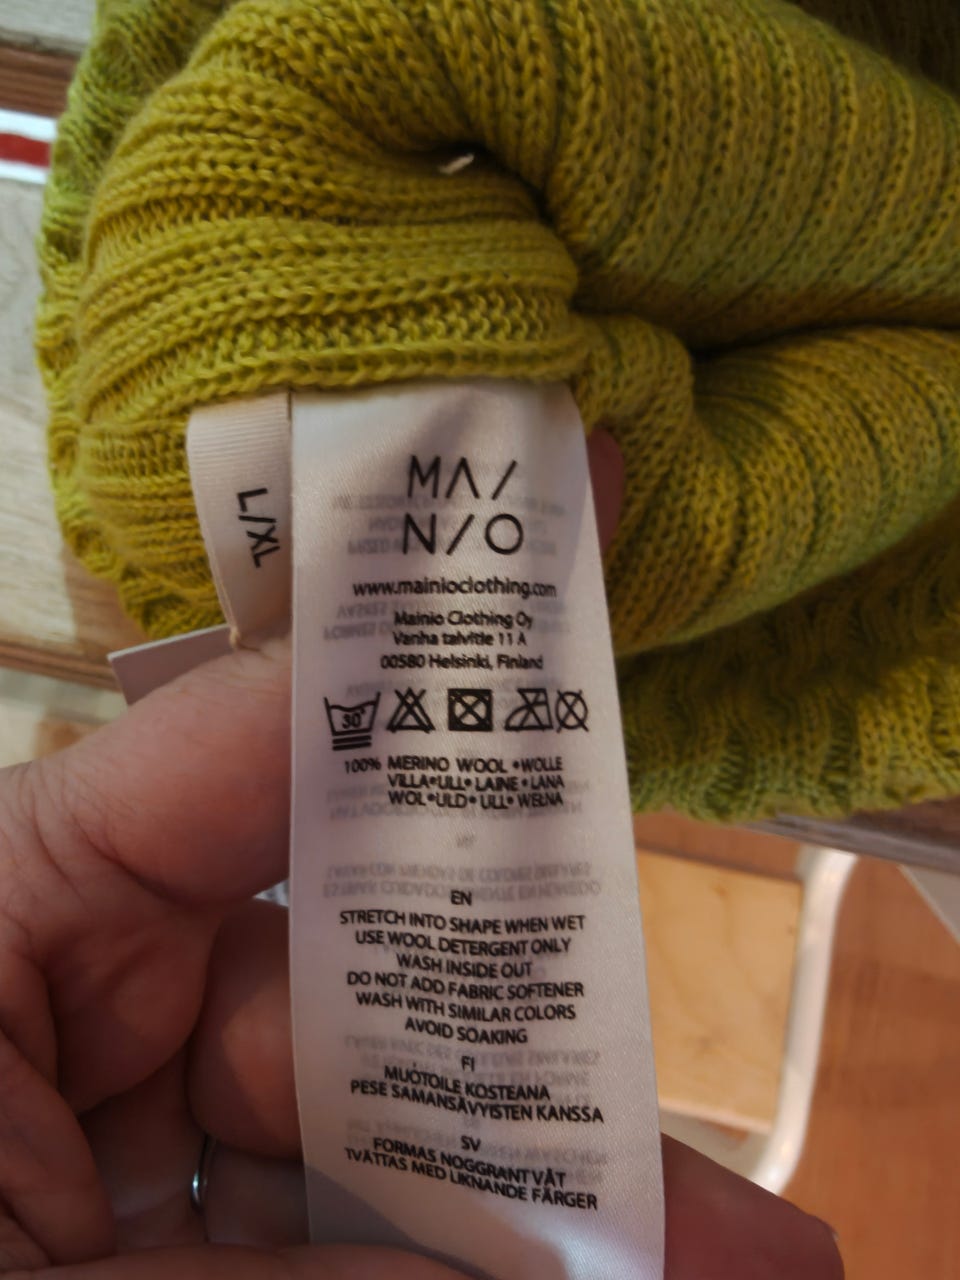 L/XL
MAI
NIO
www.mainioclothing.com
Mainio Clothing Oy
Vanha talvitie 11 A
00580 Helsinki, Finland
30°
100% MERINO WOOL •WOLLE
VILLA•ULL• LAINE • LANA
WOL •ULD• ULL• WEŁNA
EN
STRETCH INTO SHAPE WHEN WET
USE WOOL DETERGENT ONLY
WASH INSIDE OUT
DO NOT ADD FABRIC SOFTENER
WASH WITH SIMILAR COLORS
AVOID SOAKING
FI
MUOTOILE KOSTEANA
PESE SAMANSÄVYISTEN KANSSA
SV
FORMAS NOGGRANT VÅT
TVÄTTAS MED LIKNANDE FÄRGER